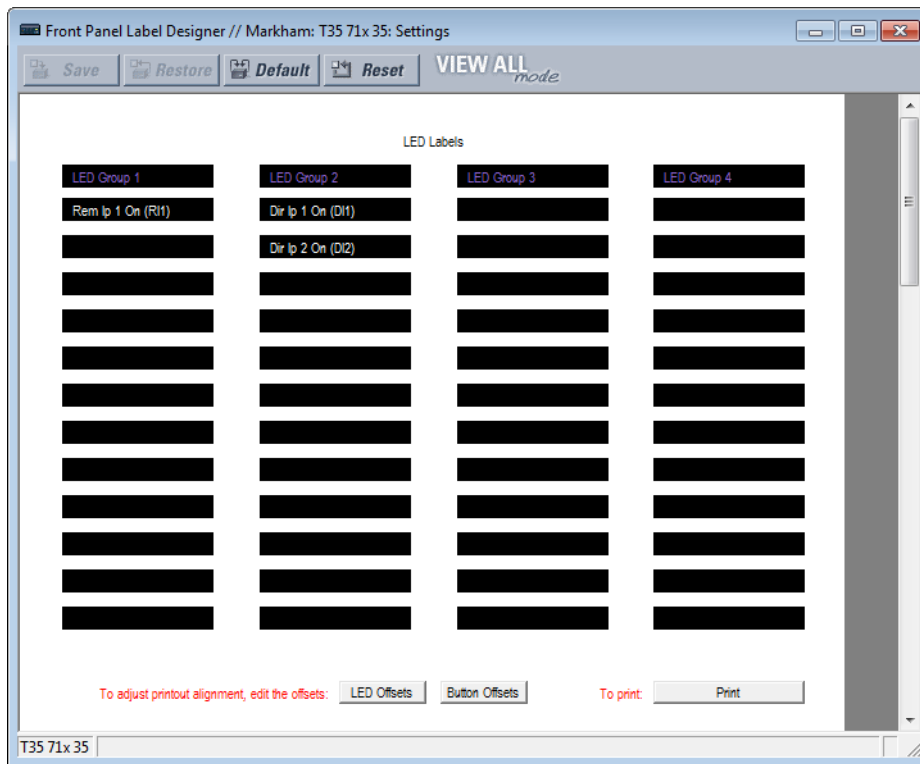 Front Panel Label Designer // Markham: T35 71x 35: Settings
Save Restore Default Reset VIEW ALL mode
LED Labels
LED Group 1 LED Group 2 LED Group 3 LED Group 4
Rem Ip 1 On (RI1) Dir Ip 1 On (DI1)
Dir Ip 2 On (DI2)
To adjust printout alignment, edit the offsets: LED Offsets Button Offsets To print: Print
T35 71x 35